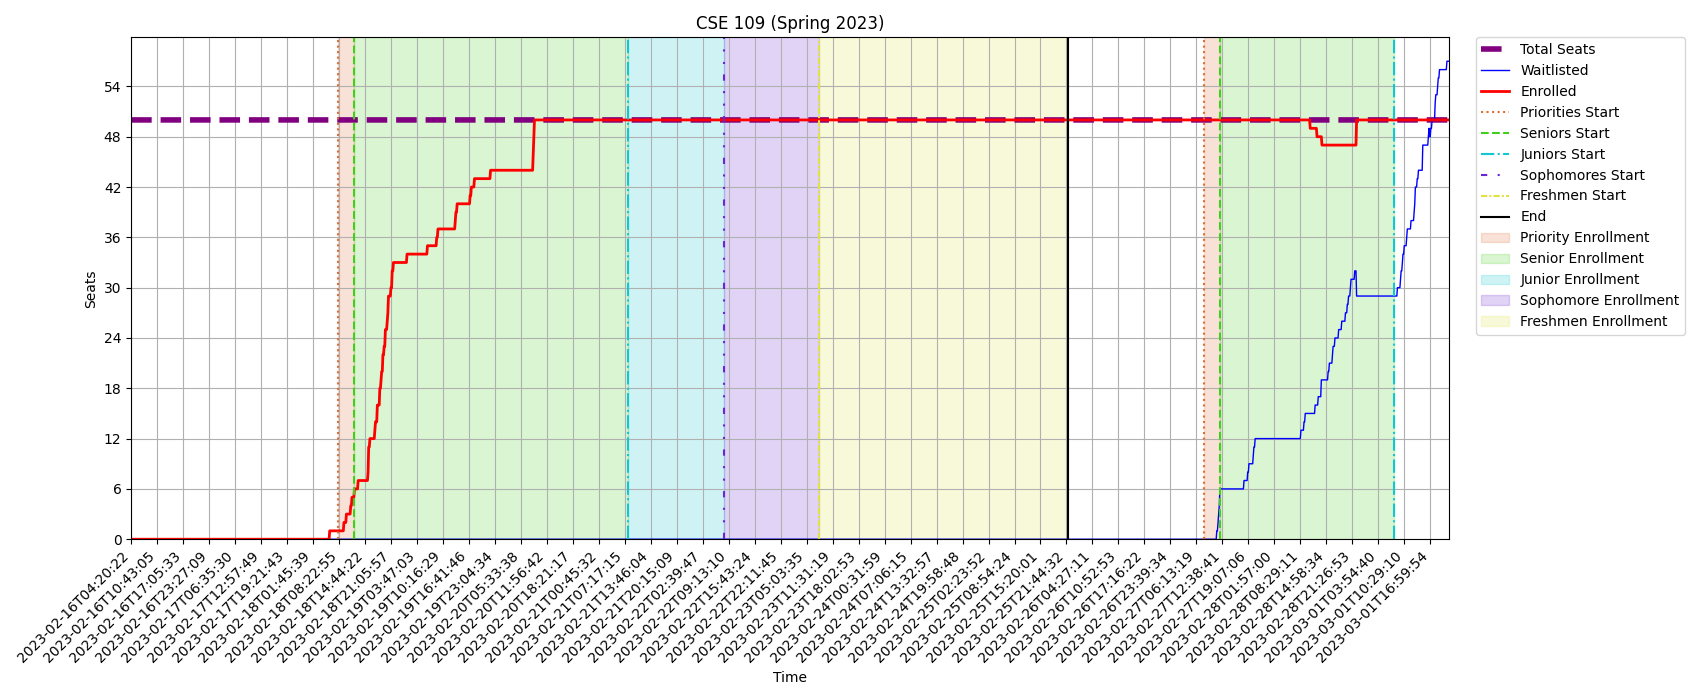 CSE 109 (Spring 2023)
Seats
54
48
42
36
30
24
18
12
6
0
2023-02-16T04:20:22
2023-02-16T10:43:05
2023-02-16T17:05:33
2023-02-16T23:27:09
2023-02-17T06:35:30
2023-02-17T12:57:49
2023-02-17T19:21:43
2023-02-18T01:45:39
2023-02-18T08:22:55
2023-02-18T14:44:22
2023-02-18T21:05:57
2023-02-19T03:47:03
2023-02-19T10:16:29
2023-02-19T16:41:46
2023-02-19T23:04:34
2023-02-20T05:33:38
2023-02-20T11:56:42
2023-02-20T18:21:17
2023-02-21T00:45:32
2023-02-21T07:17:15
2023-02-21T13:46:04
2023-02-21T20:15:09
2023-02-22T02:39:47
2023-02-22T09:13:10
2023-02-22T15:43:24
2023-02-22T22:11:45
2023-02-23T05:03:35
2023-02-23T11:31:19
2023-02-23T18:02:53
2023-02-24T00:31:59
2023-02-24T07:06:15
2023-02-24T13:32:57
2023-02-24T19:58:48
2023-02-25T02:23:52
2023-02-25T08:54:24
2023-02-25T15:20:01
2023-02-25T21:44:32
2023-02-26T04:27:11
2023-02-26T10:52:53
2023-02-26T17:16:22
2023-02-26T23:39:34
2023-02-27T06:13:19
2023-02-27T12:38:41
2023-02-27T19:07:06
2023-02-28T01:57:00
2023-02-28T08:29:11
2023-02-28T14:58:34
2023-02-28T21:26:53
2023-03-01T03:54:40
2023-03-01T10:29:10
2023-03-01T16:59:54
Time
Total Seats
Waitlisted
Enrolled
Priorities Start
Seniors Start
Juniors Start
Sophomores Start
Freshmen Start
End
Priority Enrollment
Senior Enrollment
Junior Enrollment
Sophomore Enrollment
Freshmen Enrollment